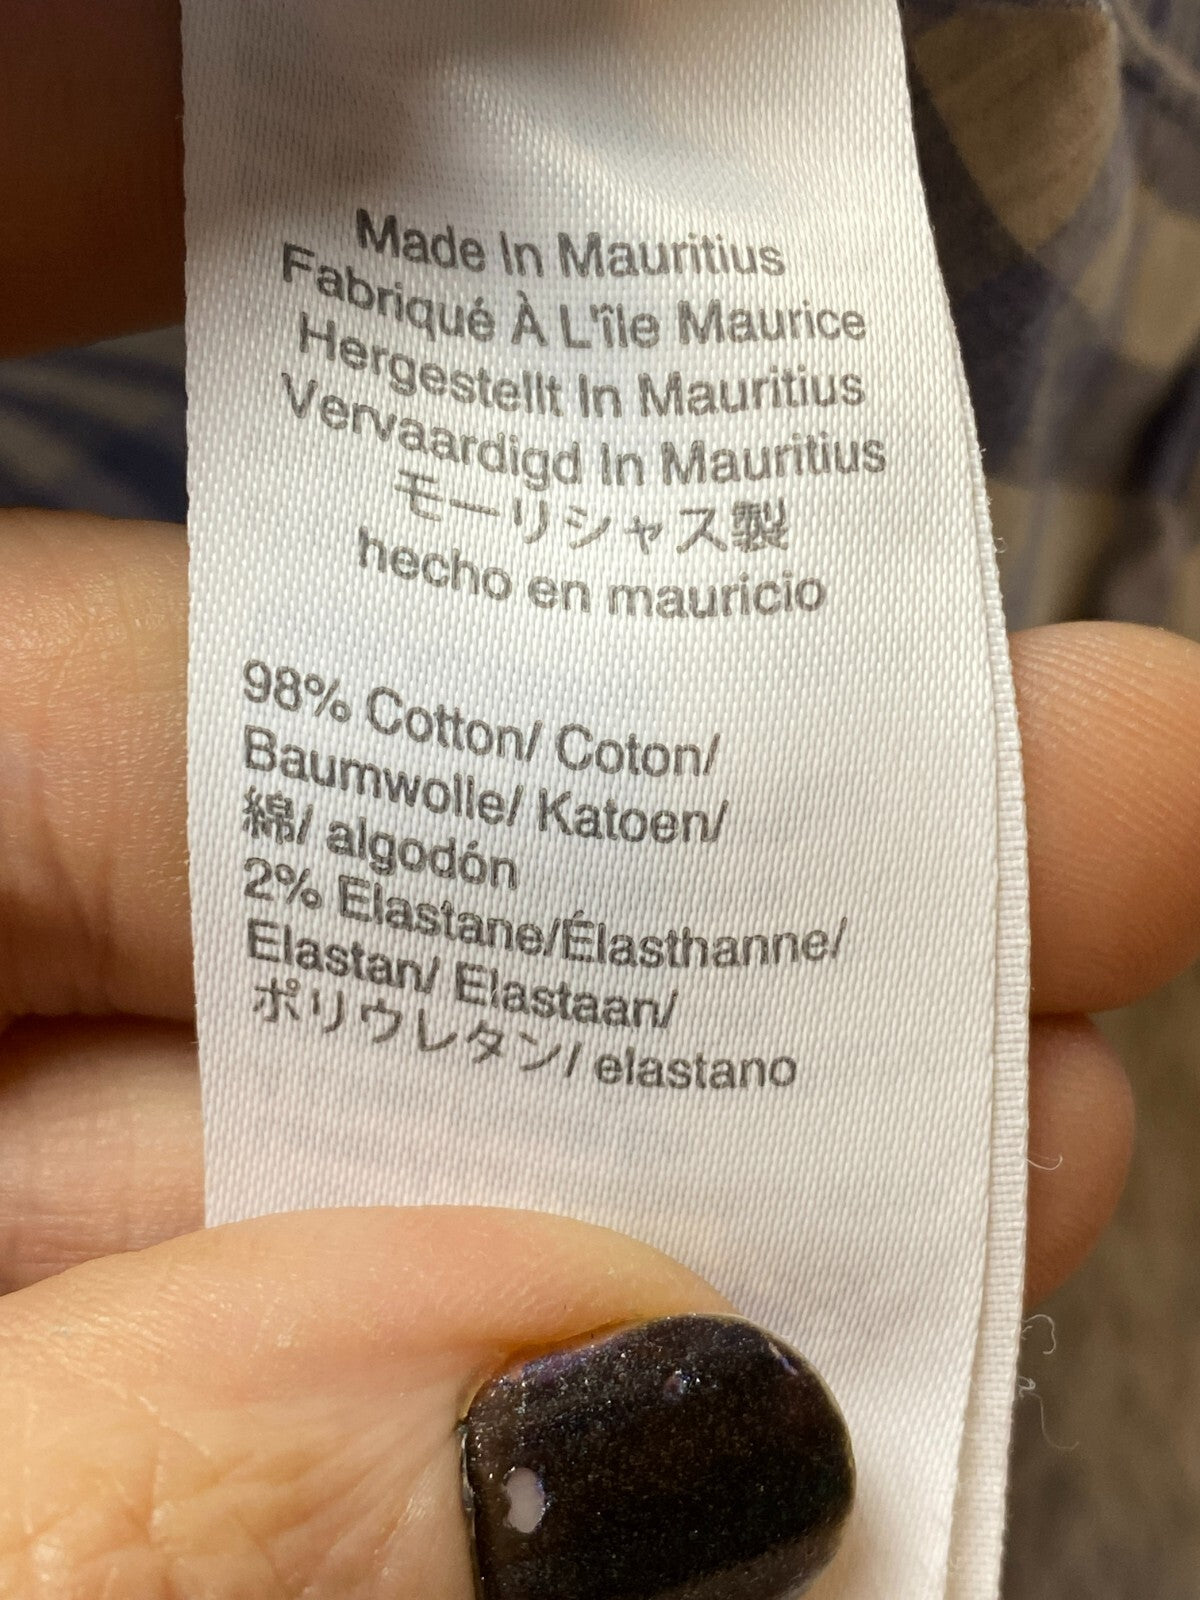 Made In Mauritius
Fabriqué À L'île Maurice
Hergestellt In Mauritius
Vervaardigd In Mauritius
モーリシャス製
hecho en mauricio
98% Cotton/ Coton/
Baumwolle/ Katoen/
綿/ algodón
2% Elastane/Élasthanne/
Elastan/ Elastaan/
ポリウレタン/ elastano